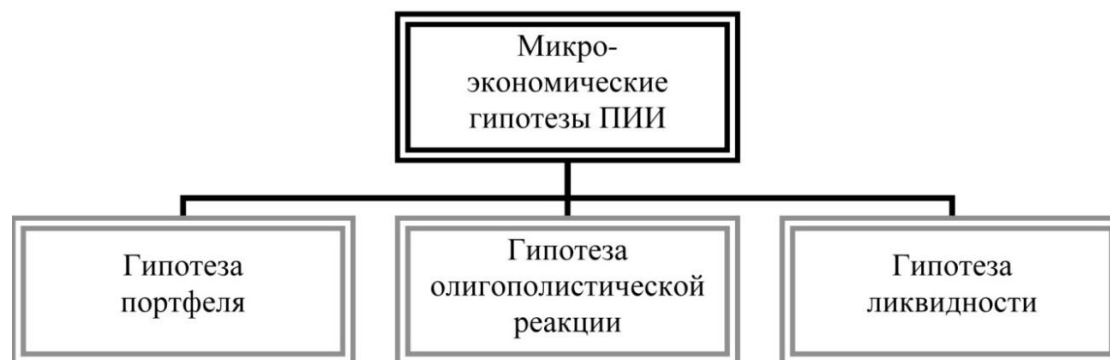 Микро-
экономические
гипотезы ПИИ
Гипотеза
портфеля
Гипотеза
олигополистической
реакции
Гипотеза
ликвидности